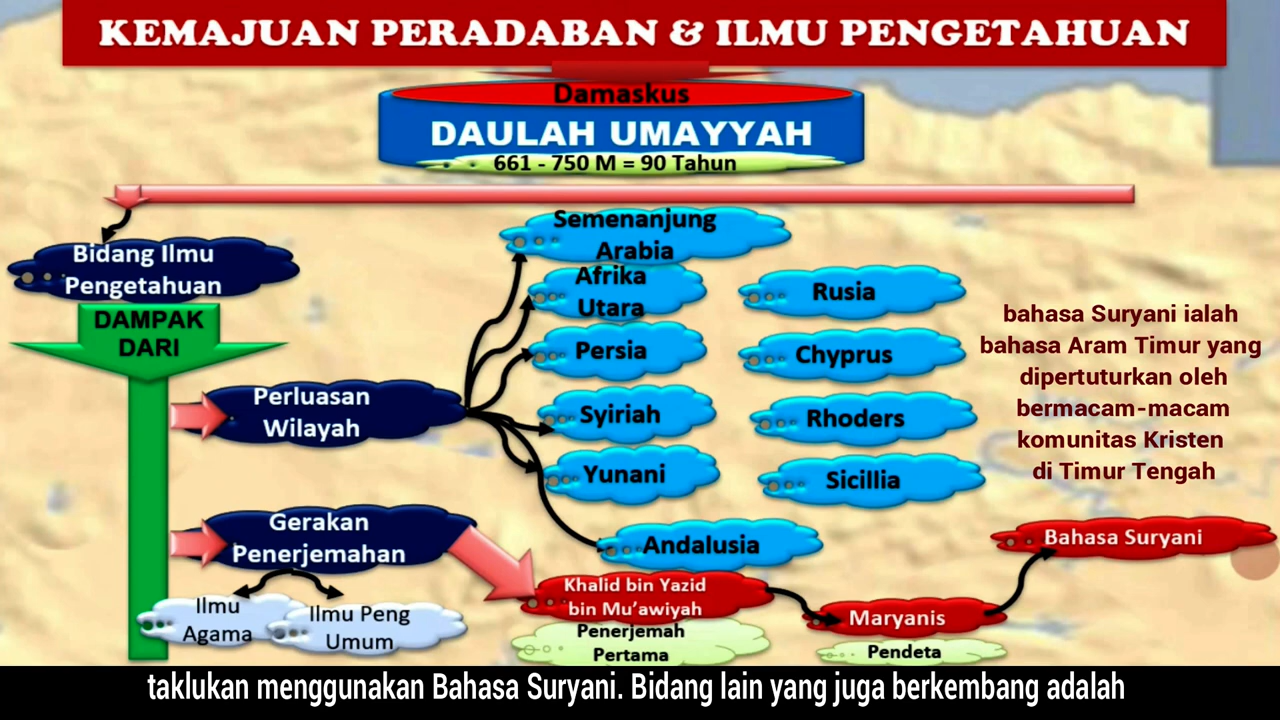 KEMAJUAN PERADABAN & ILMU PENGETAHUAN
Damaskus
DAULAH UMAYYAH
661 - 750 M = 90 Tahun
Bidang Ilmu
Pengetahuan
DAMPAK
DARI
Perluasan
Wilayah
Semenanjung
Arabia
Afrika
Utara
Persia
Syiriah
Yunani
Andalusia
Rusia
Chyprus
Rhoders
Sicillia
bahasa Suryani ialah
bahasa Aram Timur yang
dipertuturkan oleh
bermacam-macam
komunitas Kristen
di Timur Tengah
Gerakan
Penerjemahan
Ilmu
Agama
Ilmu Peng
Umum
Khalid bin Yazid
bin Mu'awiyah
Penerjemah
Pertama
Maryanis
Pendeta
Bahasa Suryani
taklukan menggunakan Bahasa Suryani. Bidang lain yang juga berkembang adalah